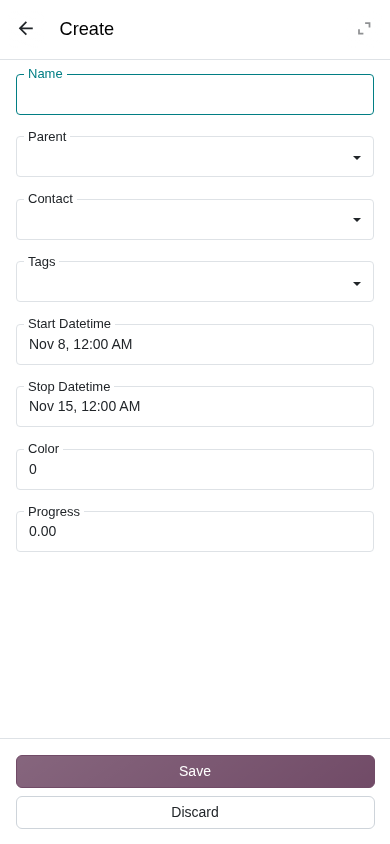 Create
Name
Parent
Contact
Tags
Start Datetime
Nov 8, 12:00 AM
Stop Datetime
Nov 15, 12:00 AM
Color
0
Progress
0.00
Save
Discard